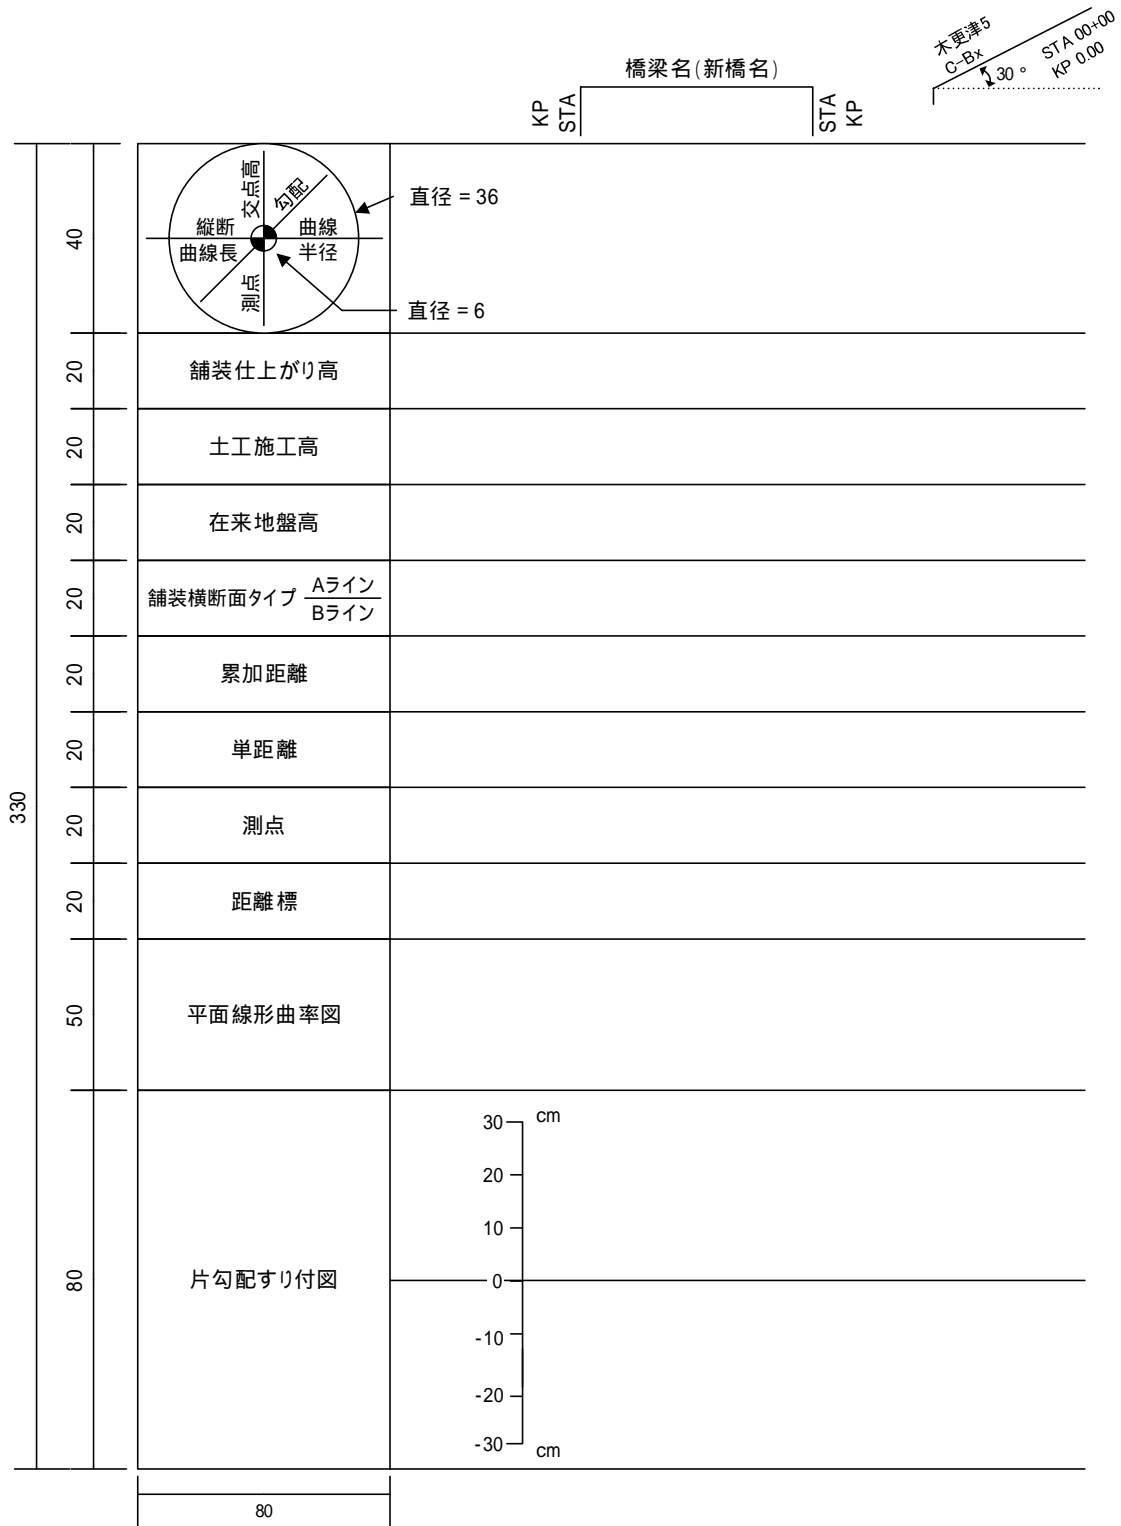 木更津5
C-Bx
STA 00+00
KP 0.00
30 °
橋梁名(新橋名)
KP
STA
STA
KP
交点高
勾配
縦断
曲線長
曲線
半径
測点
直径 = 36
直径 = 6
40
舗装仕上がり高
20
土工施工高
20
在来地盤高
20
舗装横断面タイプ Aライン
Bライン
20
累加距離
20
単距離
20
330
測点
20
距離標
20
平面線形曲率図
50
片勾配すり付図
80
30 cm
20
10
0
-10
-20
-30 cm
80